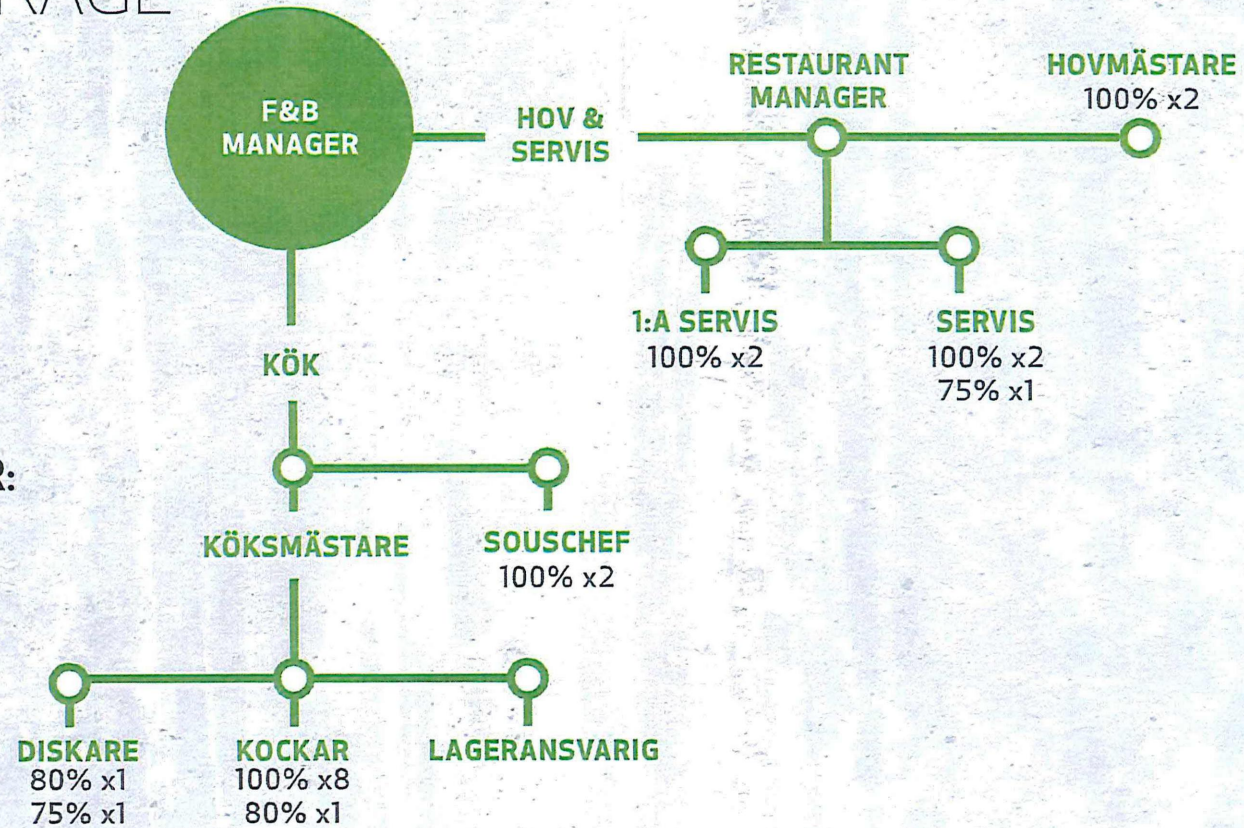 F&B
MANAGER
HOV &
SERVIS
RESTAURANT
MANAGER
HOVMÄSTARE
100% x2
1:A SERVIS
100% x2
SERVIS
100% x2
75% x1
KÖK
KÖKSMÄSTARE
SOUSCHEF
100% x2
DISKARE
80% x1
75% x1
KOCKAR
100% x8
80% x1
LAGERANSVARIG